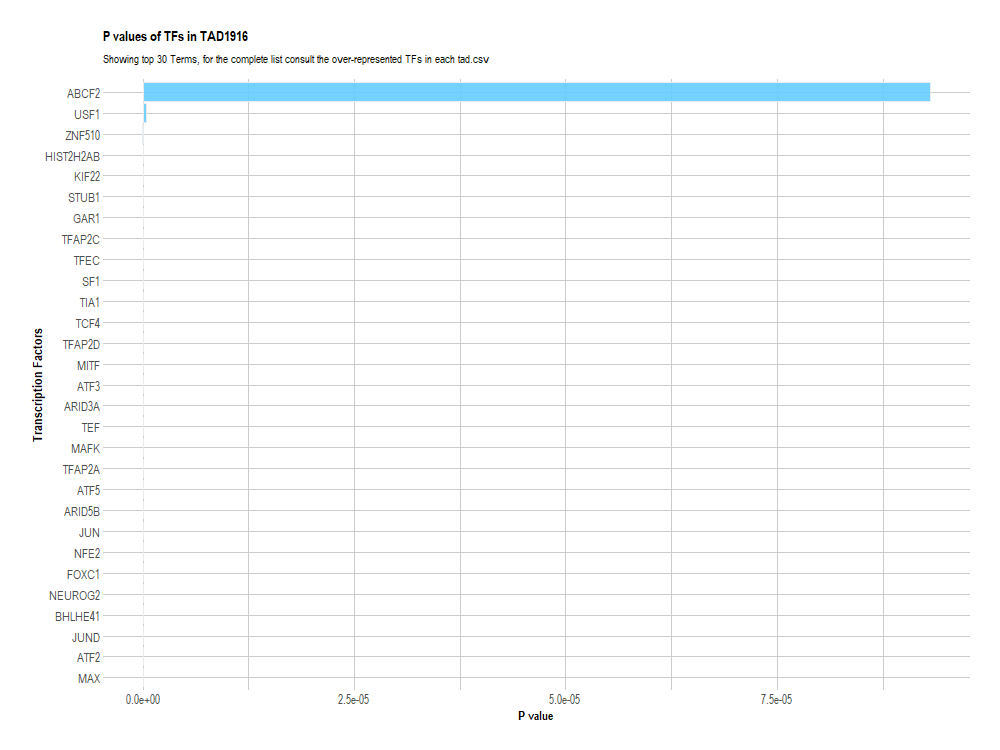 P values of TFs in TAD1916
Showing top 30 Terms, for the complete list consult the over-represented TFs in each tad.csv
ABCF2
USF1
ZNF510
HIST2H2AB
KIF22
STUB1
GAR1
TFAP2C
TFEC
SF1
TIA1
TCF4
TFAP2D
MITF
ATF3
ARID3A
TEF
MAFK
TFAP2A
ATF5
ARID5B
JUN
NFE2
FOXC1
NEUROG2
BHLHE41
JUND
ATF2
MAX
Transcription Factors
0.0e+00 2.5e-05 5.0e-05 7.5e-05
P value